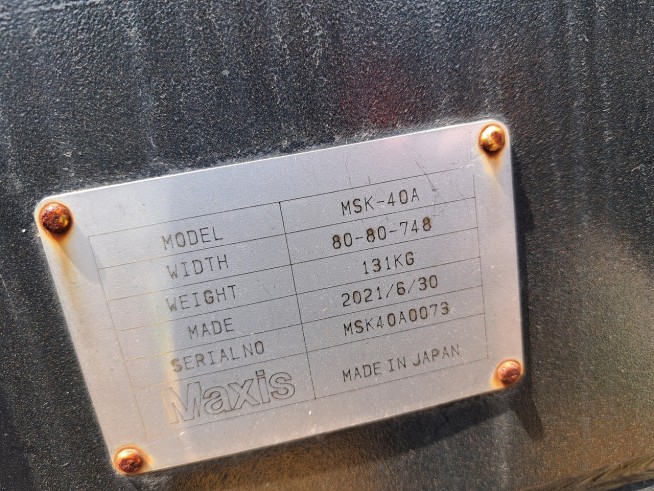 MODEL MSK-40A
WIDTH 80-80-748
WEIGHT 131KG
MADE 2021/6/30
SERIALNO MSK40A0073
Maxis MADE IN JAPAN